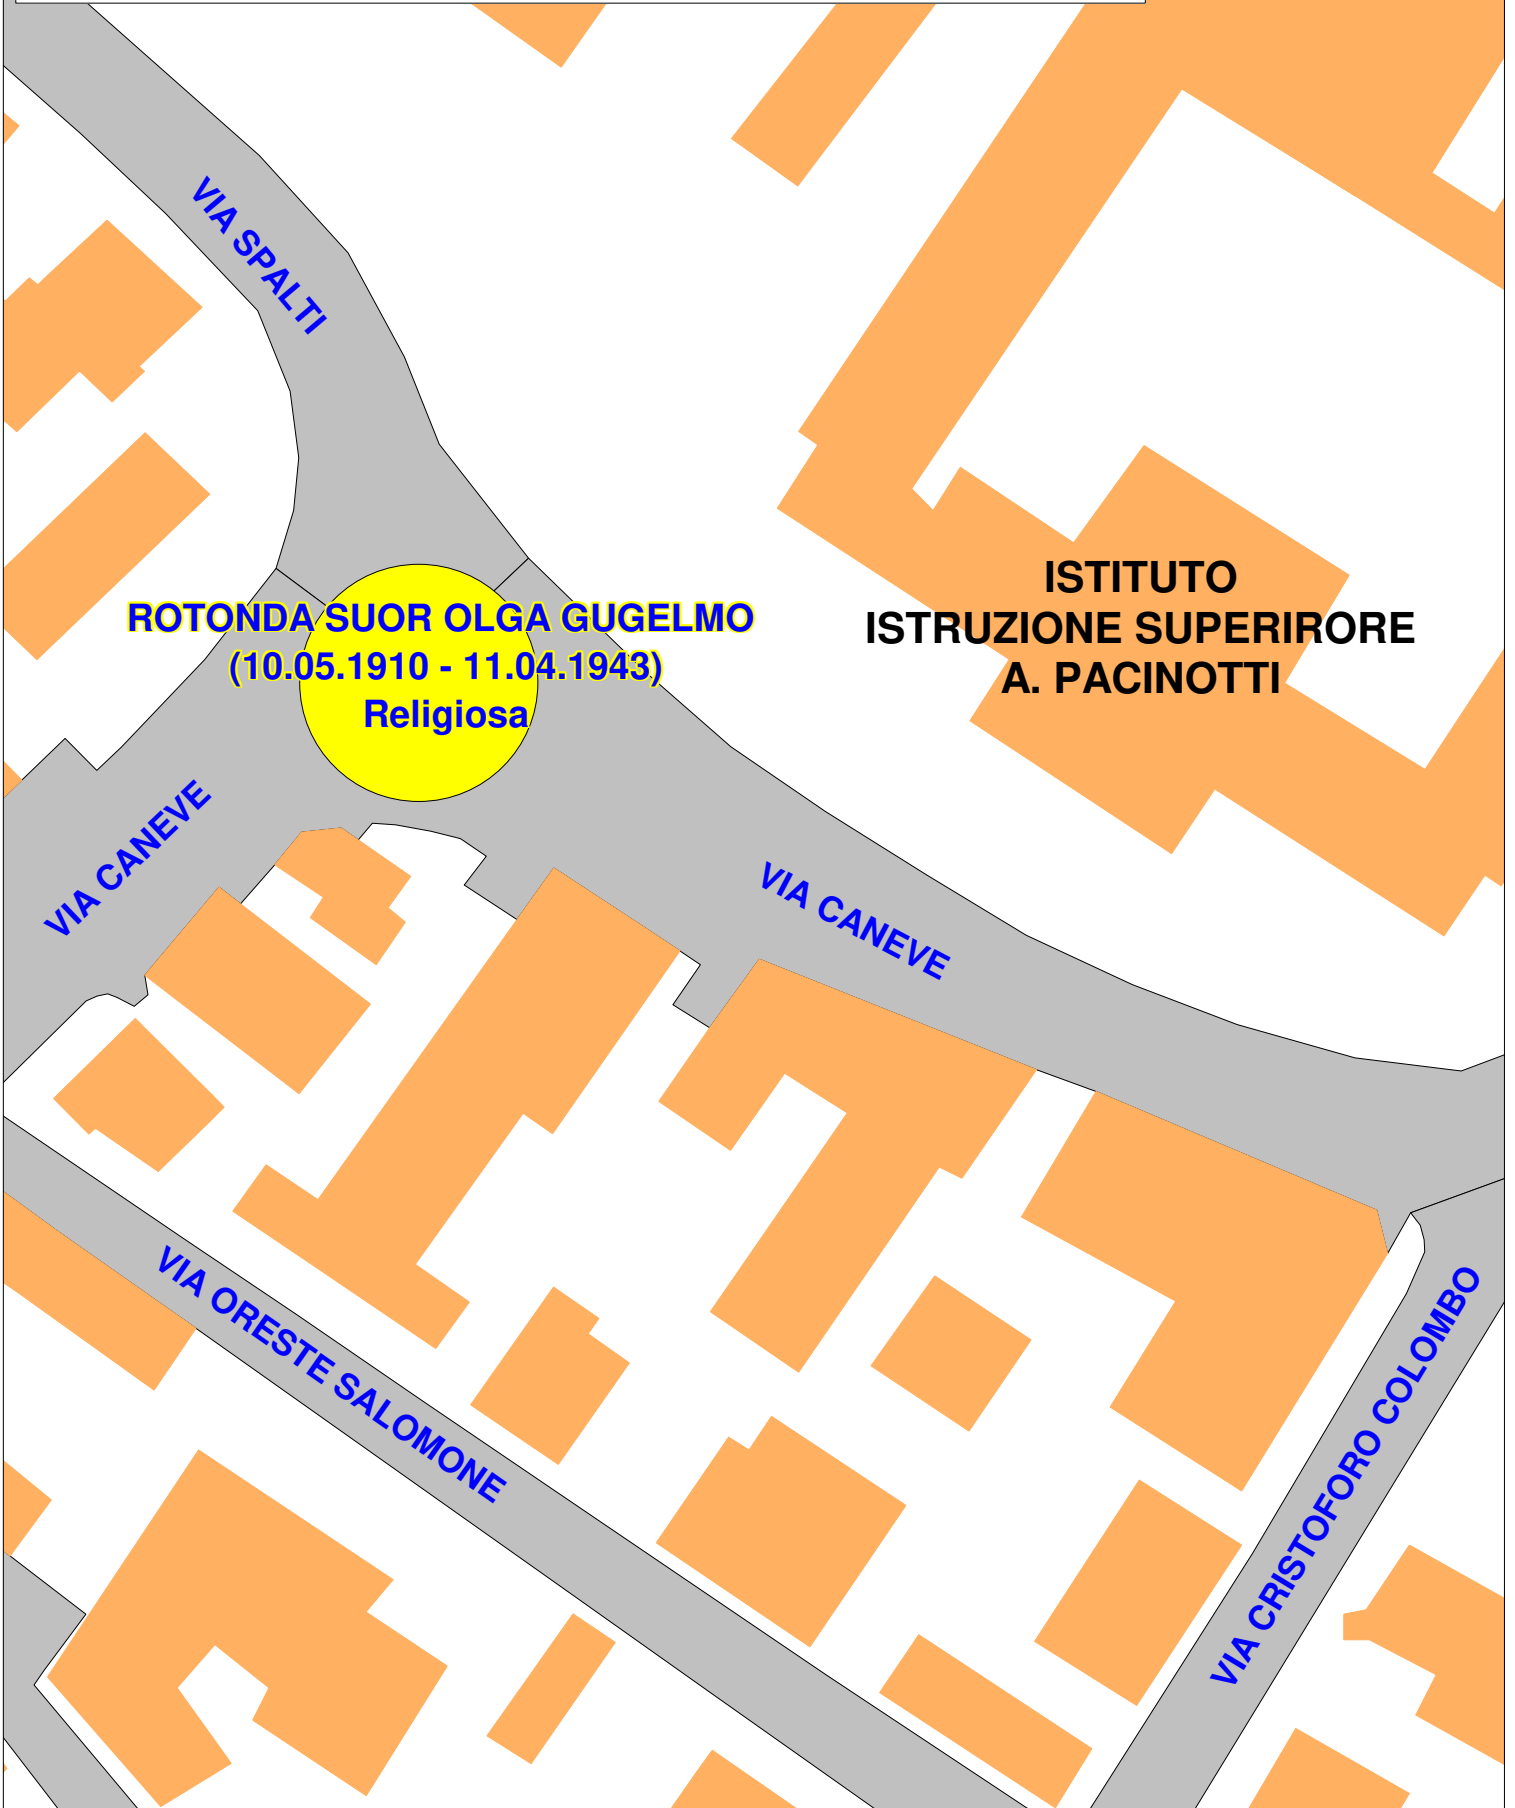 VIA SPALTI
ROTONDA SUOR OLGA GUGELMO
(10.05.1910 - 11.04.1943)
Religiosa
ISTITUTO
ISTRUZIONE SUPERIRORE
A. PACINOTTI
VIA CANEVE
VIA CANEVE
VIA ORESTE SALOMONE
VIA CRISTOFORO COLOMBO